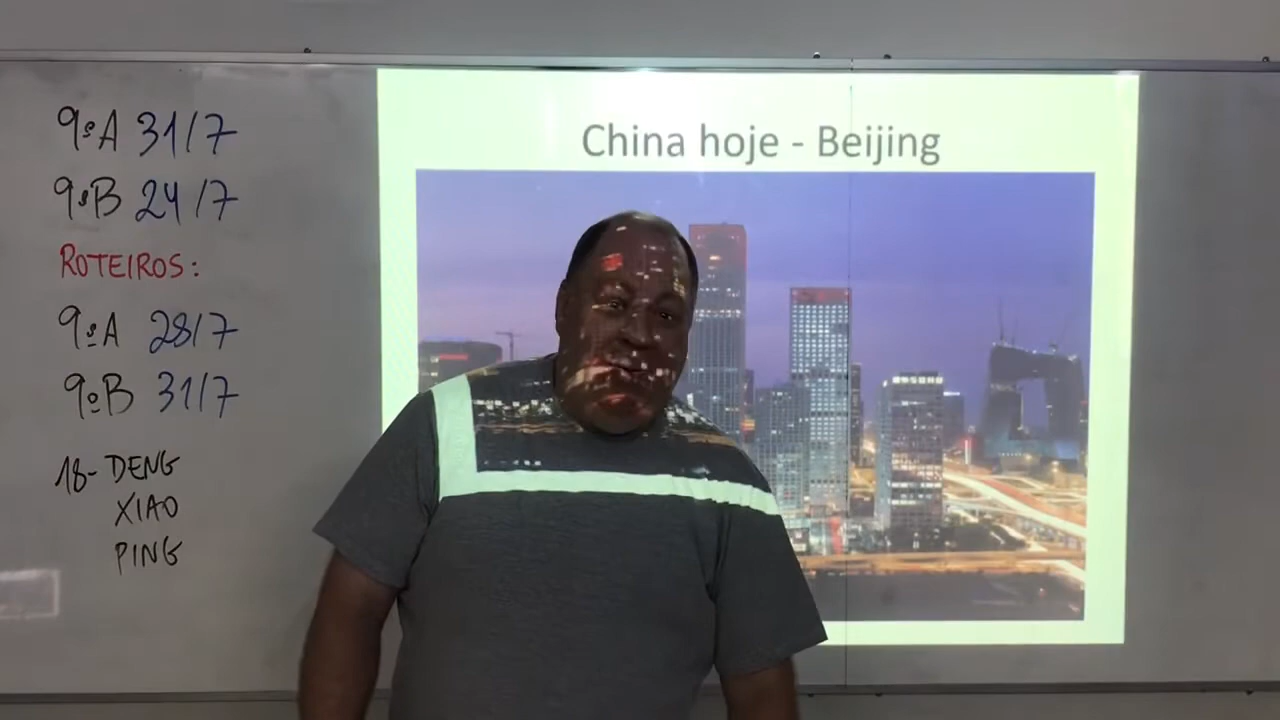 9ºA 31/7
9ºB 24/7
ROTEIROS:
9ºA 28/7
9ºB 31/7
18- DENG
XIAO
PING
China hoje - Beijing